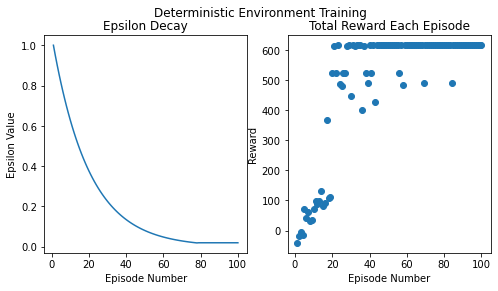 Deterministic Environment Training
Epsilon Decay
Total Reward Each Episode
Epsilon Value
1.0
0.8
0.6
0.4
0.2
0.0
0 20 40 60 80 100
Episode Number
Reward
600
500
400
300
200
100
0
0 20 40 60 80 100
Episode Number